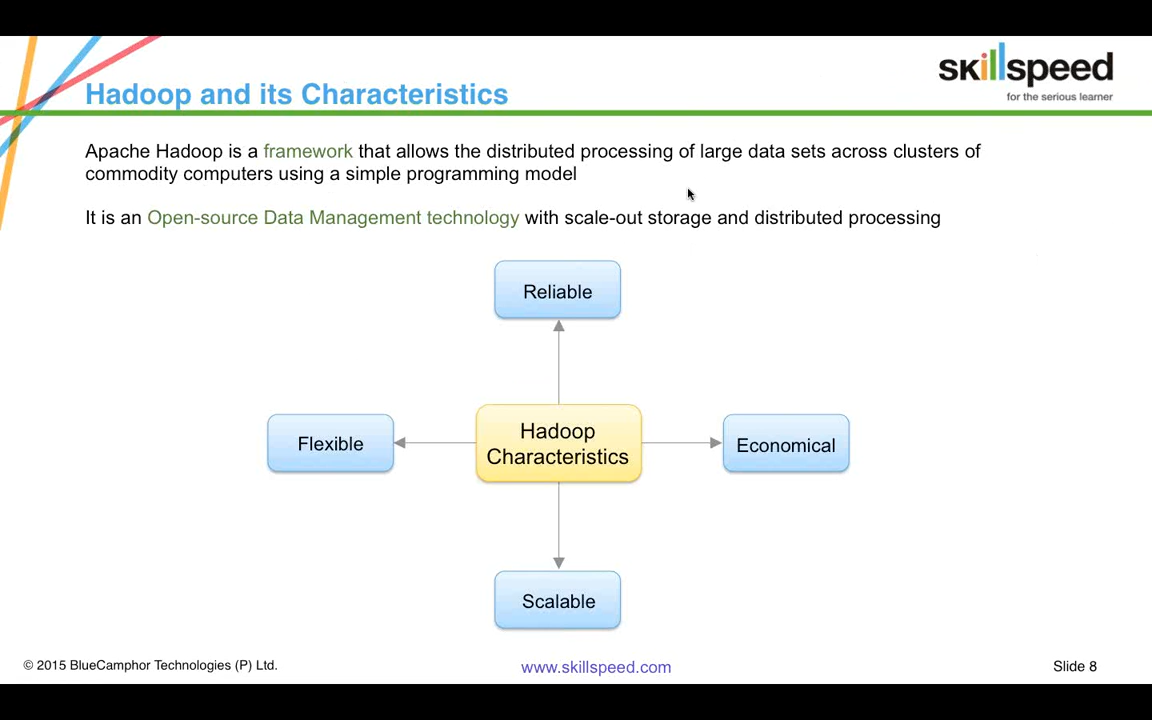 skillspeed
for the serious learner
Hadoop and its Characteristics
Apache Hadoop is a framework that allows the distributed processing of large data sets across clusters of
commodity computers using a simple programming model
It is an Open-source Data Management technology with scale-out storage and distributed processing
Reliable
Flexible
Hadoop
Characteristics
Economical
Scalable
© 2015 BlueCamphor Technologies (P) Ltd.
www.skillspeed.com
Slide 8